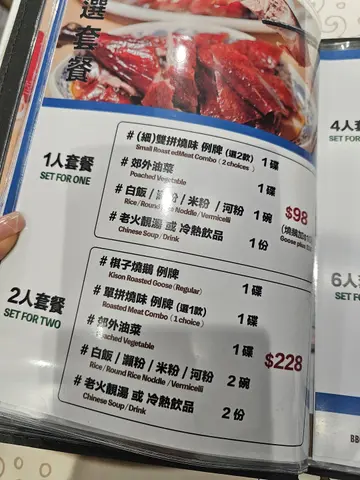 選套餐
1人套餐
SET FOR ONE
# (細)雙拼燒味 例牌 (選2款) 1 碟
Small Roast edMeat Combo (2 choices)
# 郊外油菜 1 碟
Poached Vegetable
# 白飯 / 瀨粉 / 米粉 / 河粉 1 碗
Rice/Round Rice Noddle/Vermicelli
# 老火靚湯 或 冷熱飲品 1 份
Chinese Soup/Drink
$98
Goose plus
2人套餐
SET FOR TWO
# 棋子燒鵝 例牌 1 碟
Kison Roasted Goose (Regular)
# 單拼燒味 例牌 (選1款) 1 碟
Roasted Meat Combo (1 choice)
# 郊外油菜 1 碟
Poached Vegetable
# 白飯 / 瀨粉 / 米粉 / 河粉 2 碗
Rice / Round Rice Noddle / Vermicelli
# 老火靚湯 或 冷熱飲品 2 份
Chinese Soup / Drink
$228
4人套
SET FO
6人
SET F